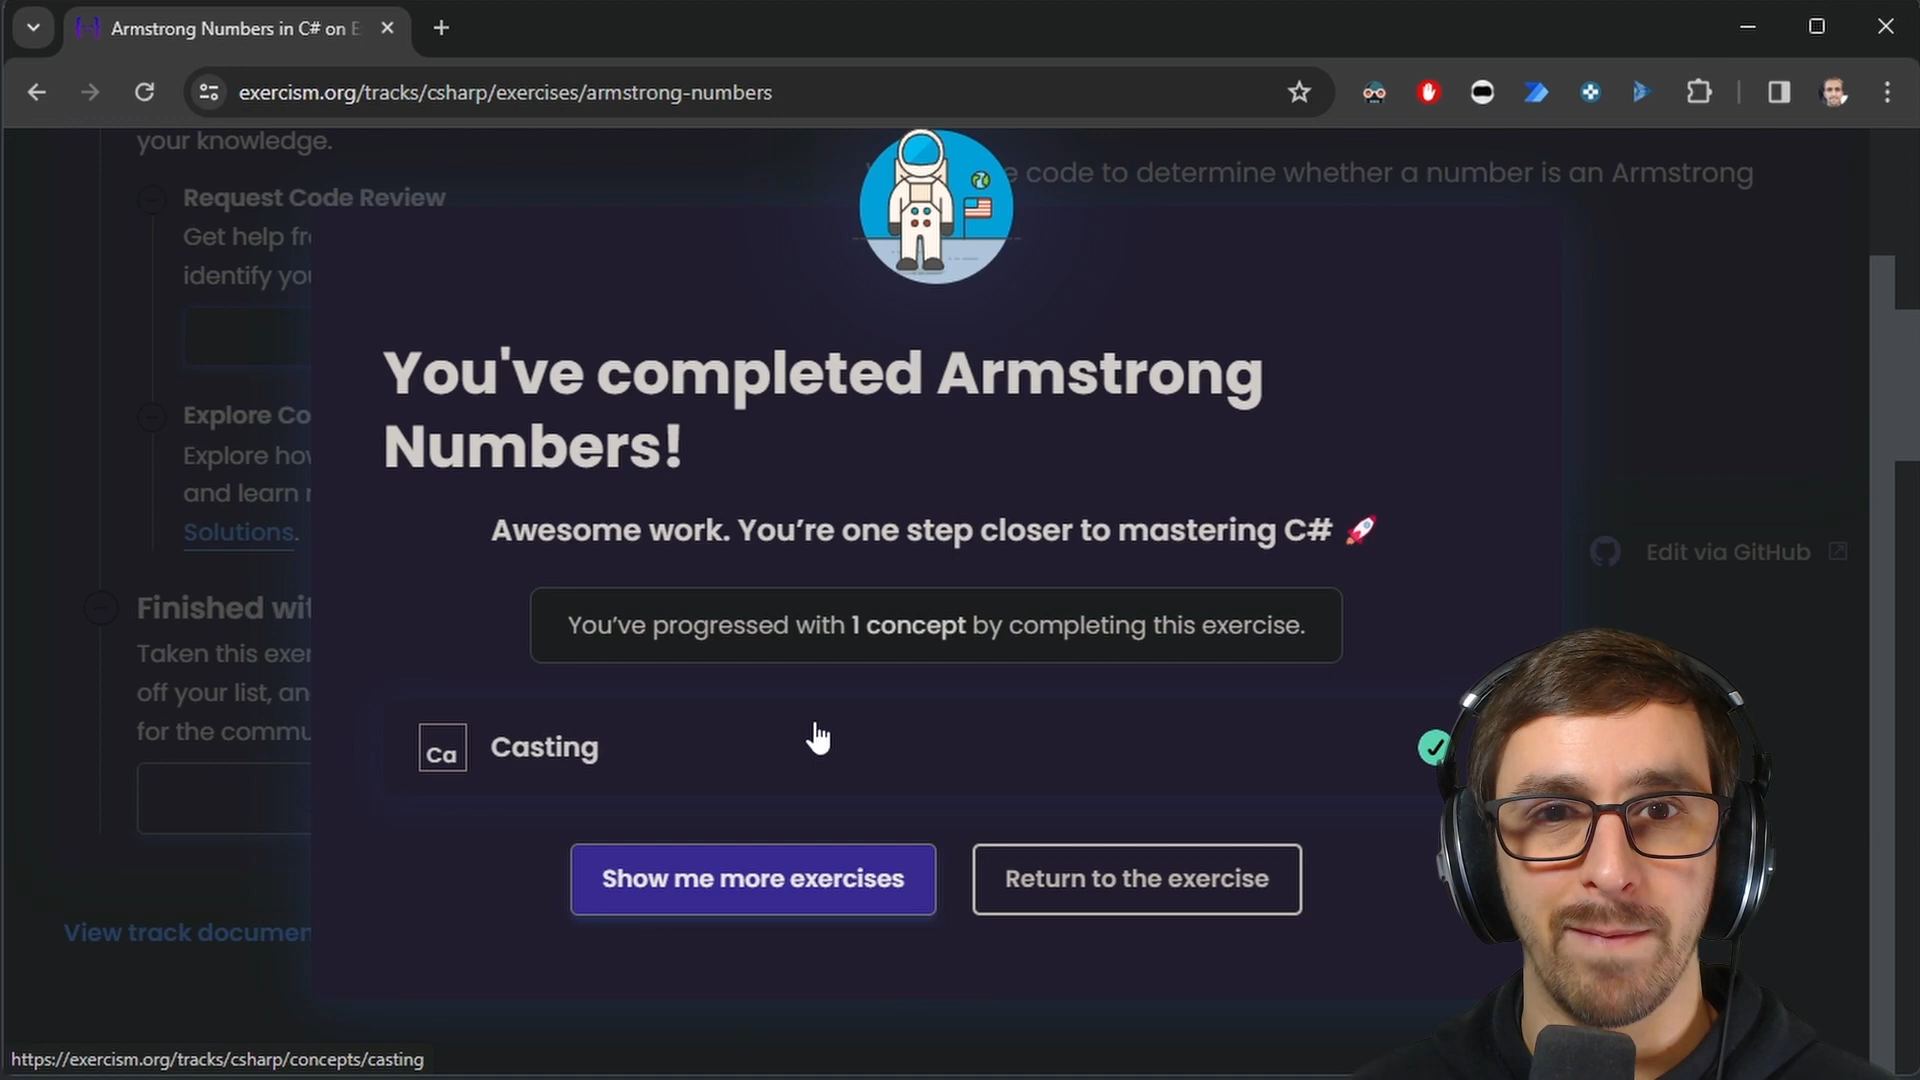 Armstrong Numbers in C# on E
exercism.org/tracks/csharp/exercises/armstrong-numbers
your knowledge.
e code to determine whether a number is an Armstrong
Request Code Review
Get help fr
identify you
You've completed Armstrong
Numbers!
Explore Co
Explore how
and learn
Solutions.
Awesome work. You’re one step closer to mastering C# 🚀
Edit via GitHub
Finished wit
You’ve progressed with 1 concept by completing this exercise.
Taken this exer
off your list, an
for the commu
Ca Casting
Show me more exercises
Return to the exercise
View track documen
https://exercism.org/tracks/csharp/concepts/casting